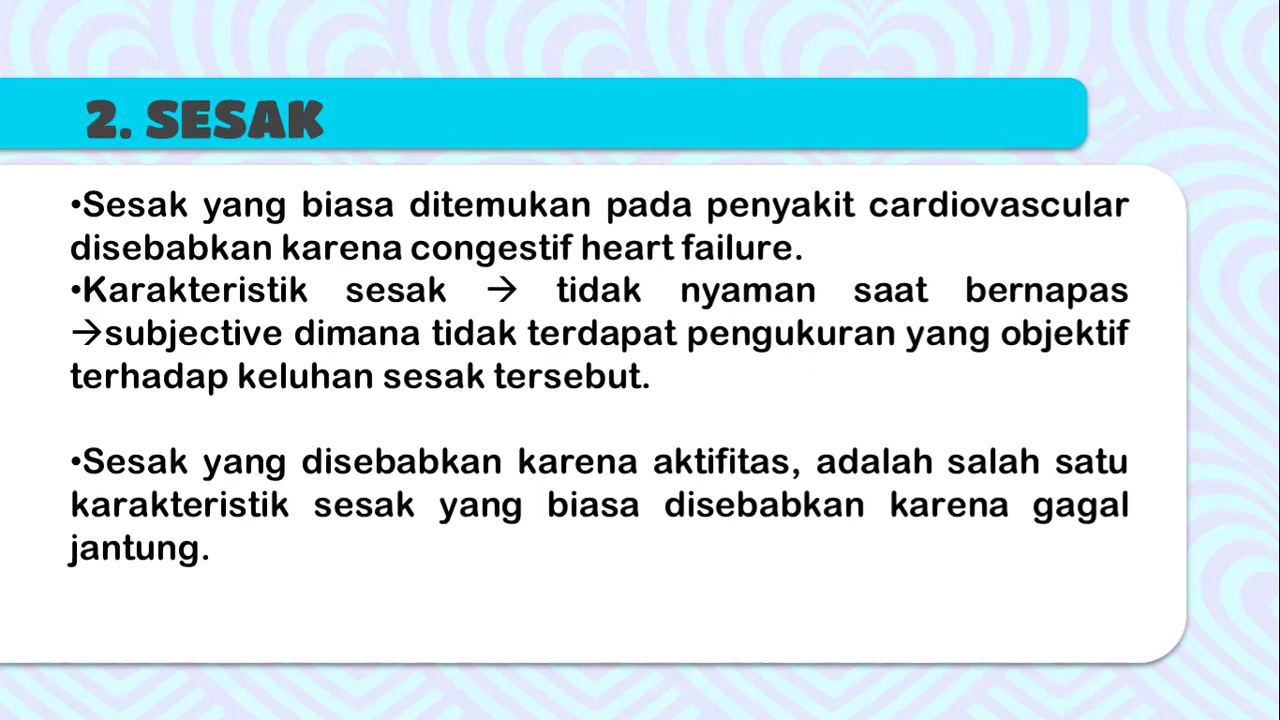 2. SESAK
•Sesak yang biasa ditemukan pada penyakit cardiovascular
disebabkan karena congestif heart failure.
•Karakteristik sesak → tidak nyaman saat bernapas
→subjective dimana tidak terdapat pengukuran yang objektif
terhadap keluhan sesak tersebut.
•Sesak yang disebabkan karena aktifitas, adalah salah satu
karakteristik sesak yang biasa disebabkan karena gagal
jantung.